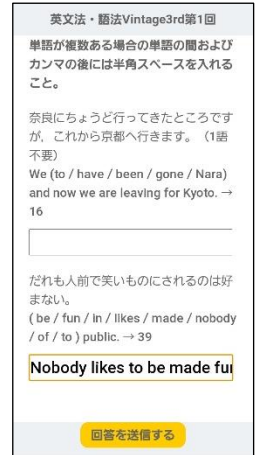 英文法・語法Vintage3rd第1回
単語が複数ある場合の単語の間および
カンマの後には半角スペースを入れる
こと。
奈良にちょうど行ってきたところです
が，これから京都へ行きます。（1語
不要）
We (to / have / been / gone / Nara)
and now we are leaving for Kyoto. →
16
だれも人前で笑いものにされるのは好
まない。
( be / fun / in / likes / made / nobody
/ of / to ) public. → 39
Nobody likes to be made fu
回答を送信する